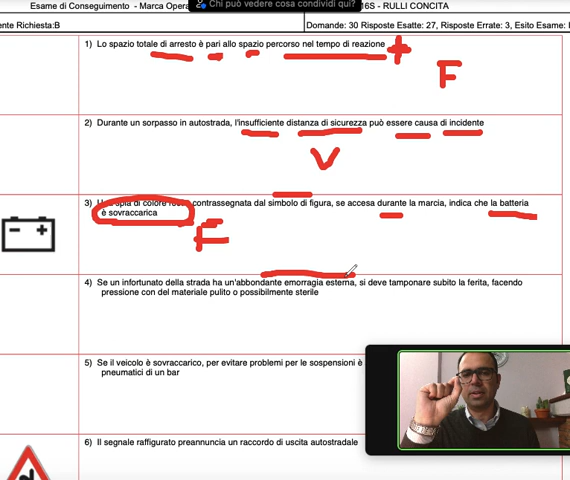 Esame di Conseguimento - Marca Opera
Chi può vedere cosa condividi qui?
16S - RULLI CONCITA
ente Richiesta:B
Domande: 30 Risposte Esatte: 27, Risposte Errate: 3, Esito Esame:
1) Lo spazio totale di arresto è pari allo spazio percorso nel tempo di reazione
+
F
2) Durante un sorpasso in autostrada, l'insufficiente distanza di sicurezza può essere causa di incidente
V
3) Una spia di colore rosso contrassegnata dal simbolo di figura, se accesa durante la marcia, indica che la batteria
è sovraccarica
- +
F
4) Se un infortunato della strada ha un'abbondante emorragia esterna, si deve tamponare subito la ferita, facendo
pressione con del materiale pulito o possibilmente sterile
5) Se il veicolo è sovraccarico, per evitare problemi per le sospensioni è
pneumatici di un bar
6) Il segnale raffigurato preannuncia un raccordo di uscita autostradale